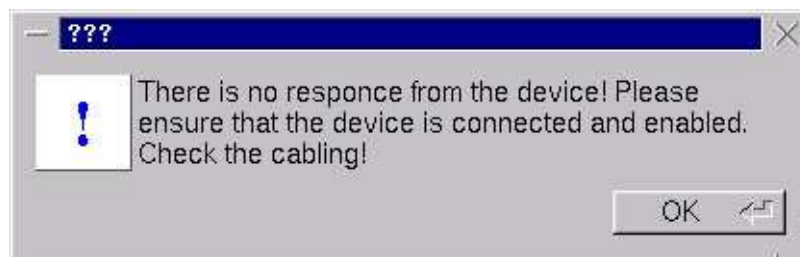 ???
There is no responce from the device! Please
ensure that the device is connected and enabled.
Check the cabling!
OK